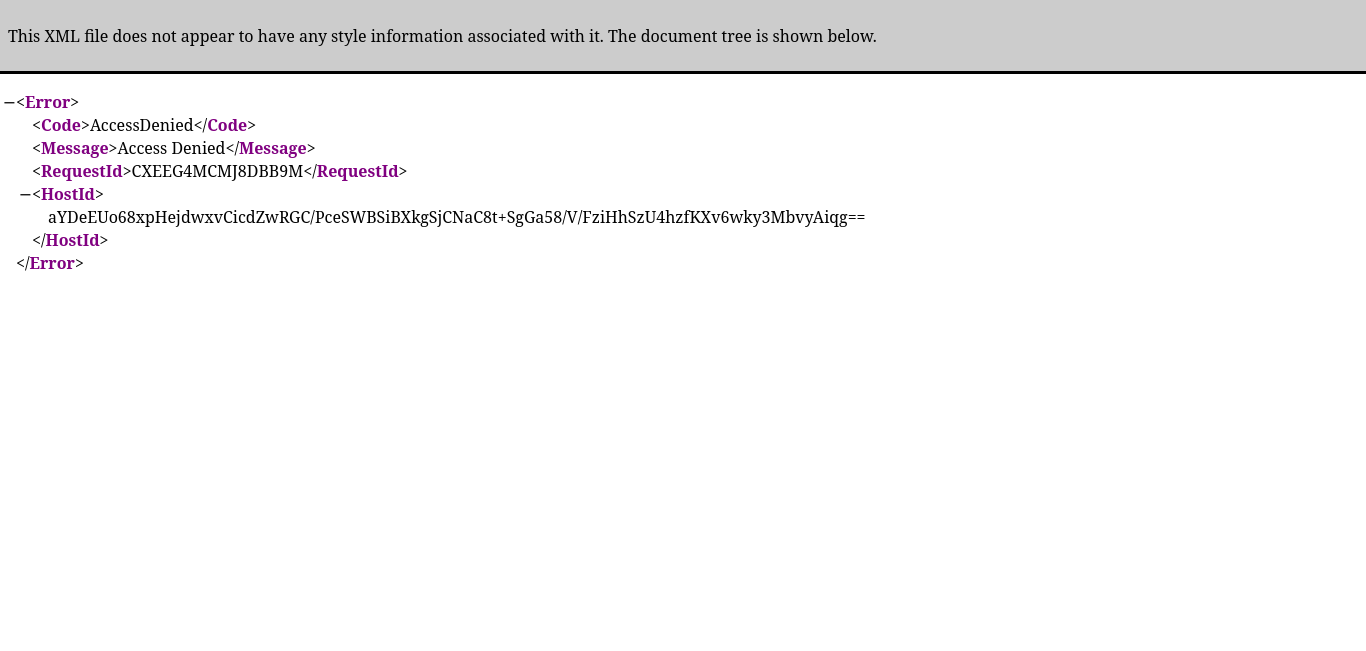 This XML file does not appear to have any style information associated with it. The document tree is shown below.
−<Error>
<Code>AccessDenied</Code>
<Message>Access Denied</Message>
<RequestId>CXEEG4MCMJ8DBB9M</RequestId>
−<HostId>
aYDeEUo68xpHejdwxvCicdZwRGC/PceSWBSiBXkgSjCNaC8t+SgGa58/V/FziHhSzU4hzfKXv6wky3MbvyAiqg==
</HostId>
</Error>